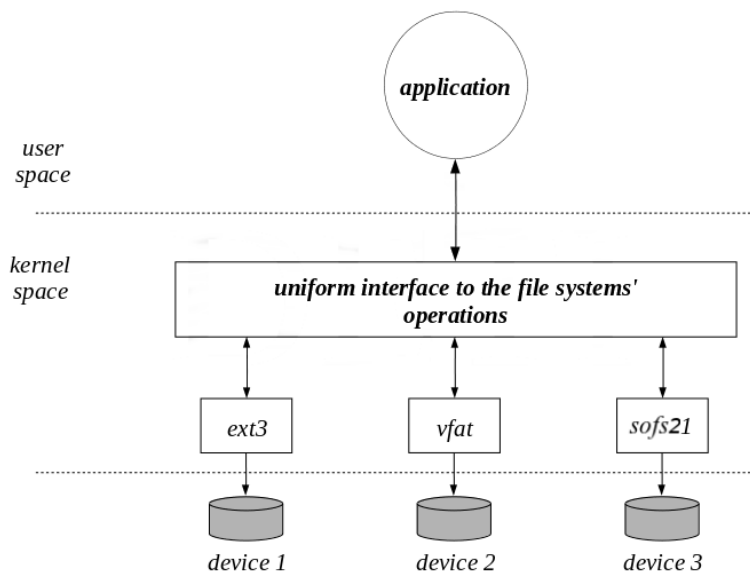 application
user
space
kernel
space
uniform interface to the file systems'
operations
ext3
vfat
sofs21
device 1
device 2
device 3